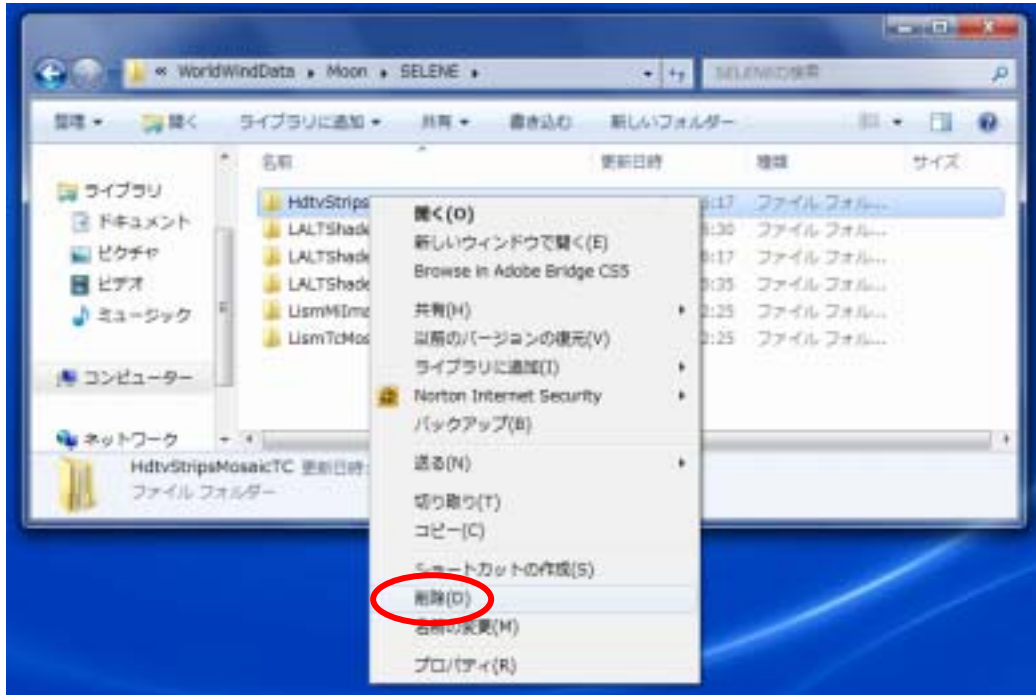 « WorldWindData ▸ Moon ▸ SELENE ▸ SELENEの検索
整理 開く ライブラリに追加 共有 書き込む 新しいフォルダー
名前 更新日時 種類 サイズ
ライブラリ
ドキュメント
ピクチャ
ビデオ
ミュージック
コンピューター
ネットワーク
HdtvStrips 6:17 ファイル フォル...
LALTShade :30 ファイル フォル...
LALTShade :17 ファイル フォル...
LALTShade :35 ファイル フォル...
LismMiIma 2:25 ファイル フォル...
LismTcMos 2:25 ファイル フォル...
開く(O)
新しいウィンドウで開く(E)
Browse in Adobe Bridge CS5
共有(H)
以前のバージョンの復元(V)
ライブラリに追加(I)
Norton Internet Security
バックアップ(B)
送る(N)
切り取り(T)
コピー(C)
ショートカットの作成(S)
削除(D)
名前の変更(M)
プロパティ(R)
HdtvStripsMosaicTC 更新日時:
ファイル フォルダー